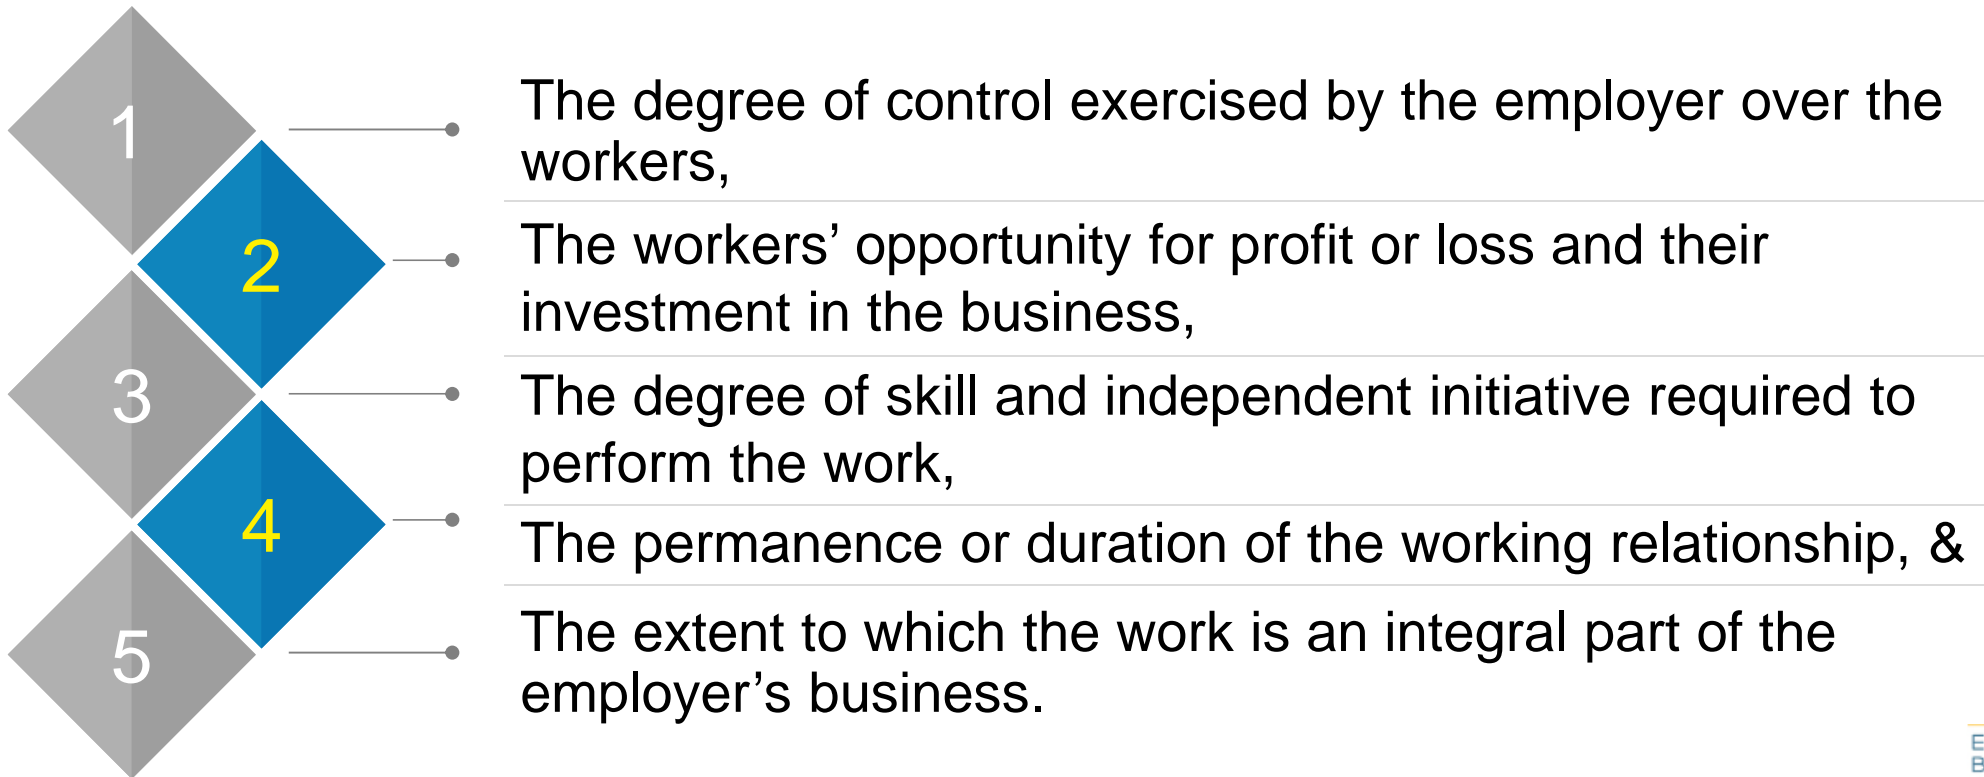 1
The degree of control exercised by the employer over the
workers,
2
The workers’ opportunity for profit or loss and their
investment in the business,
3
The degree of skill and independent initiative required to
perform the work,
4
The permanence or duration of the working relationship, &
5
The extent to which the work is an integral part of the
employer’s business.
E
B